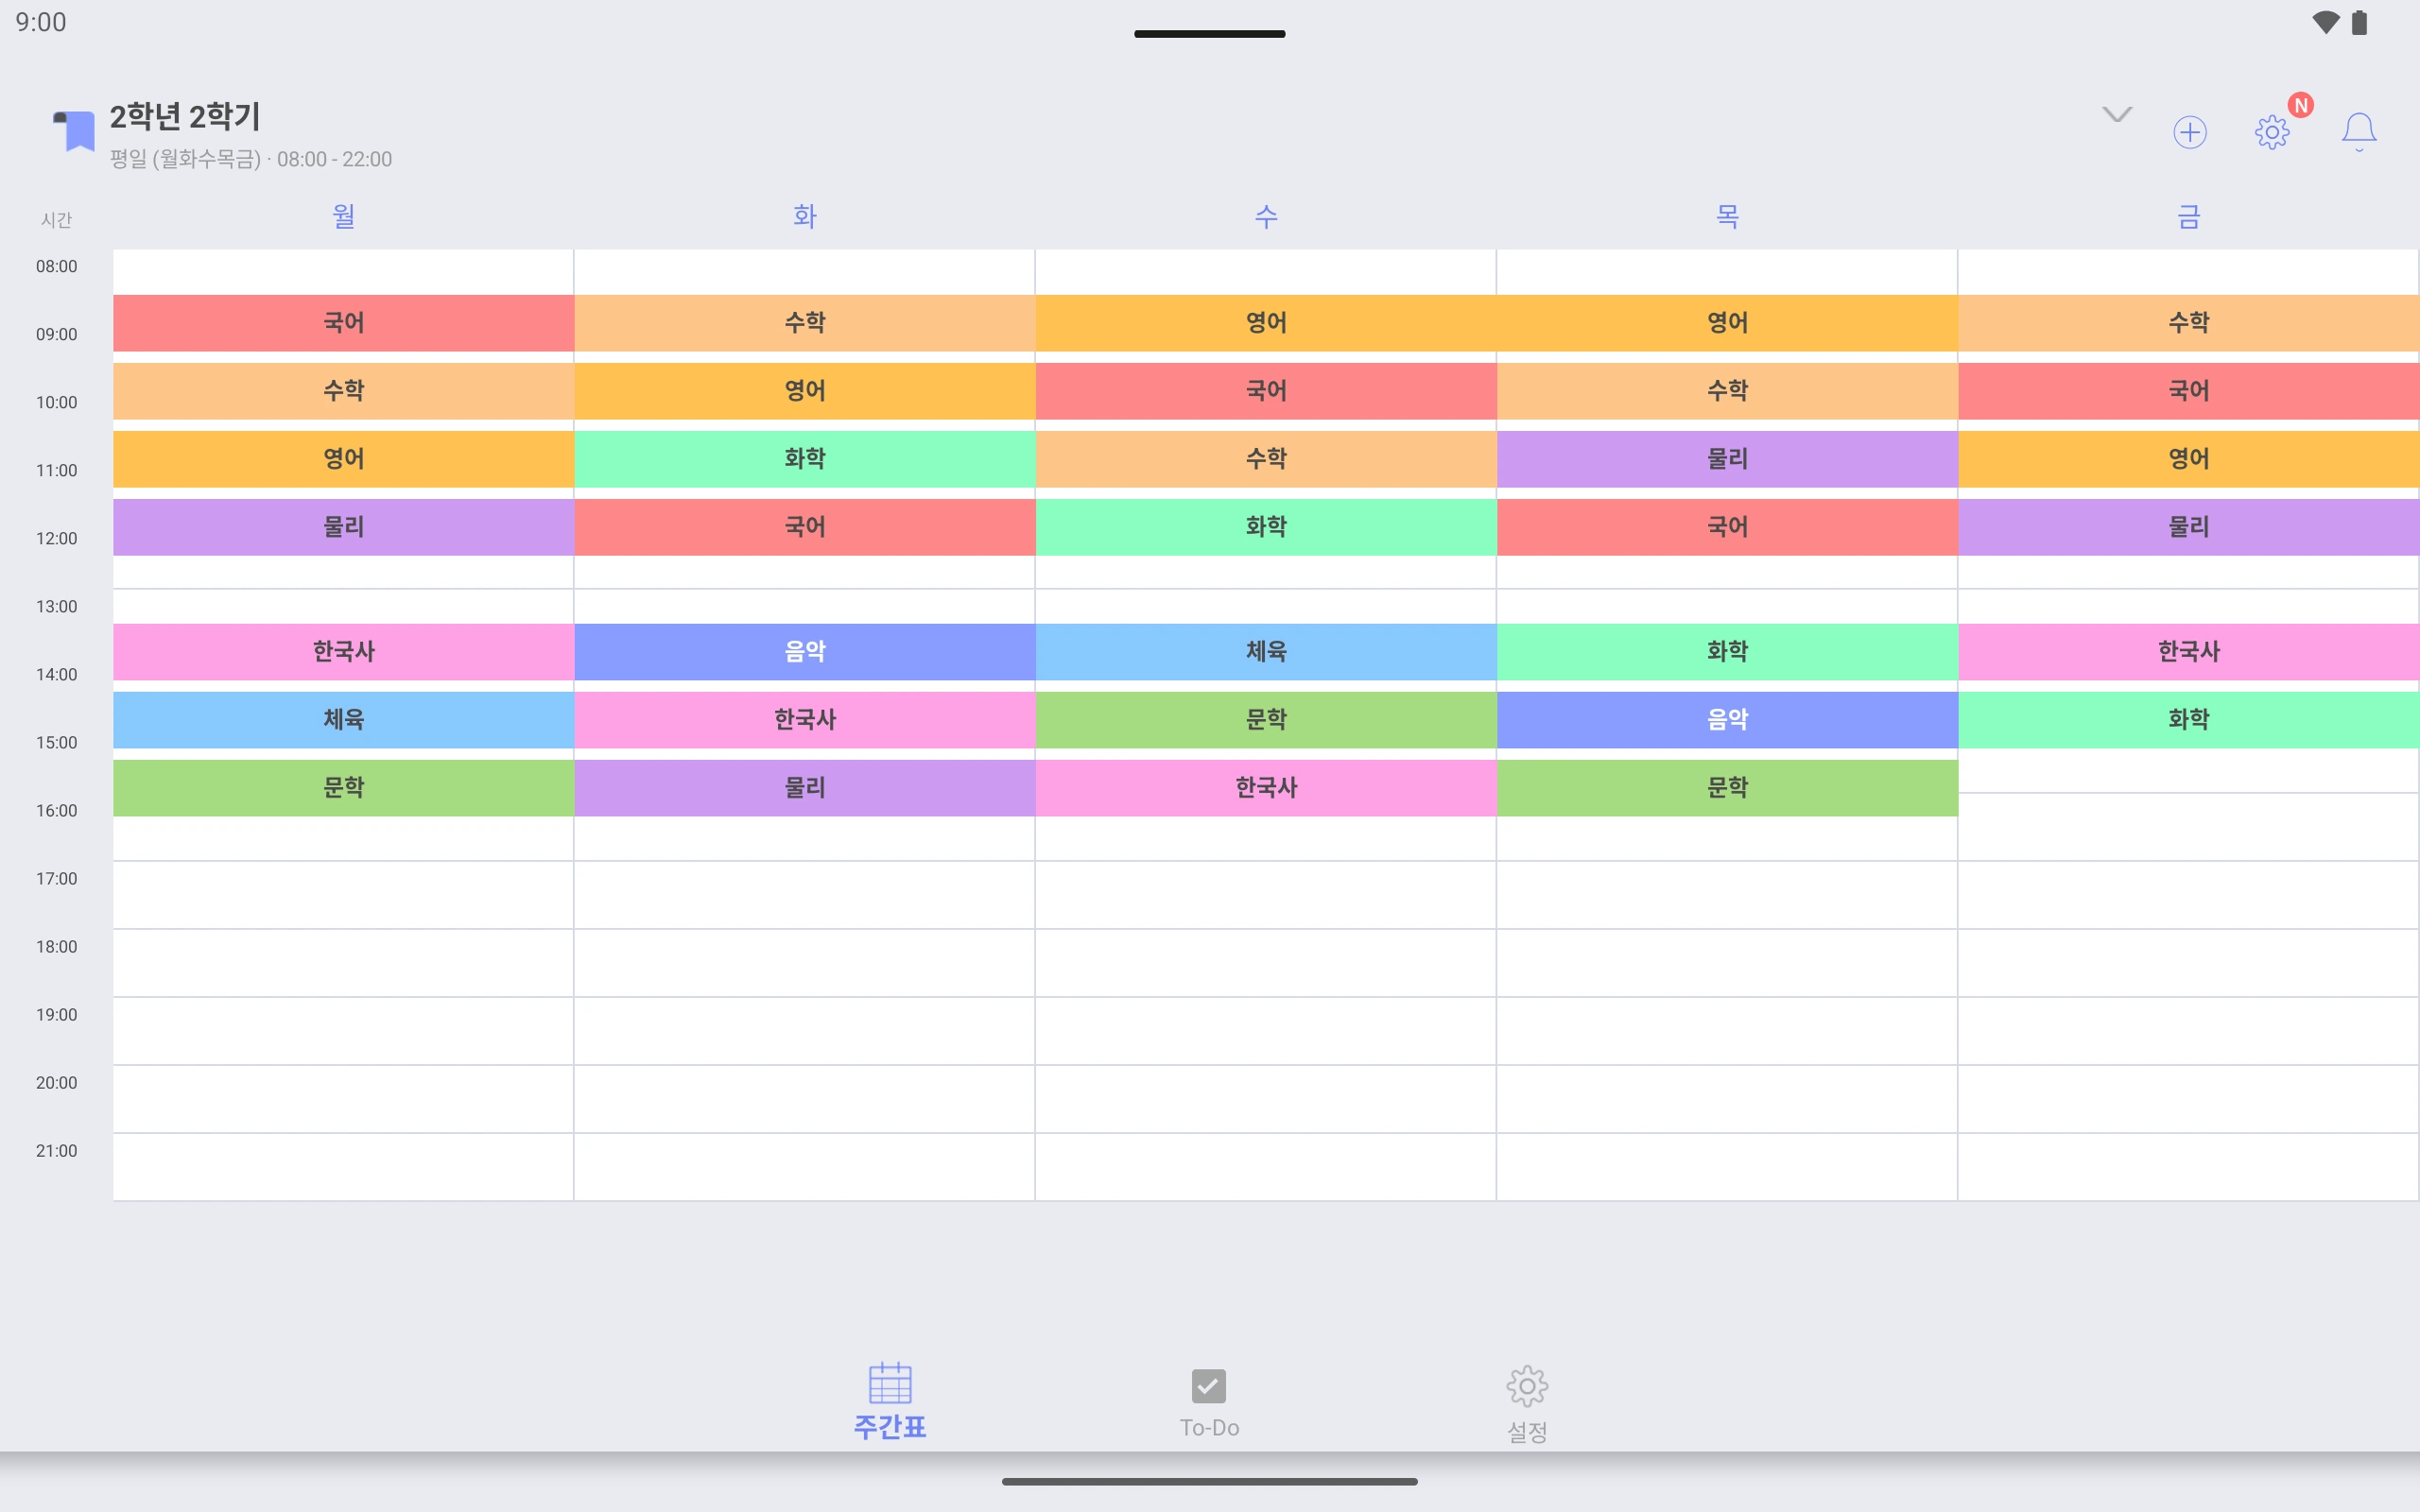 9:00
2학년 2학기
N
평일 (월화수목금) · 08:00 - 22:00
시간 월 화 수 목 금
08:00
국어 수학 영어 영어 수학
09:00
수학 영어 국어 수학 국어
10:00
영어 화학 수학 물리 영어
11:00
물리 국어 화학 국어 물리
12:00
13:00
한국사 음악 체육 화학 한국사
14:00
체육 한국사 문학 음악 화학
15:00
문학 물리 한국사 문학
16:00
17:00
18:00
19:00
20:00
21:00
주간표 To-Do 설정